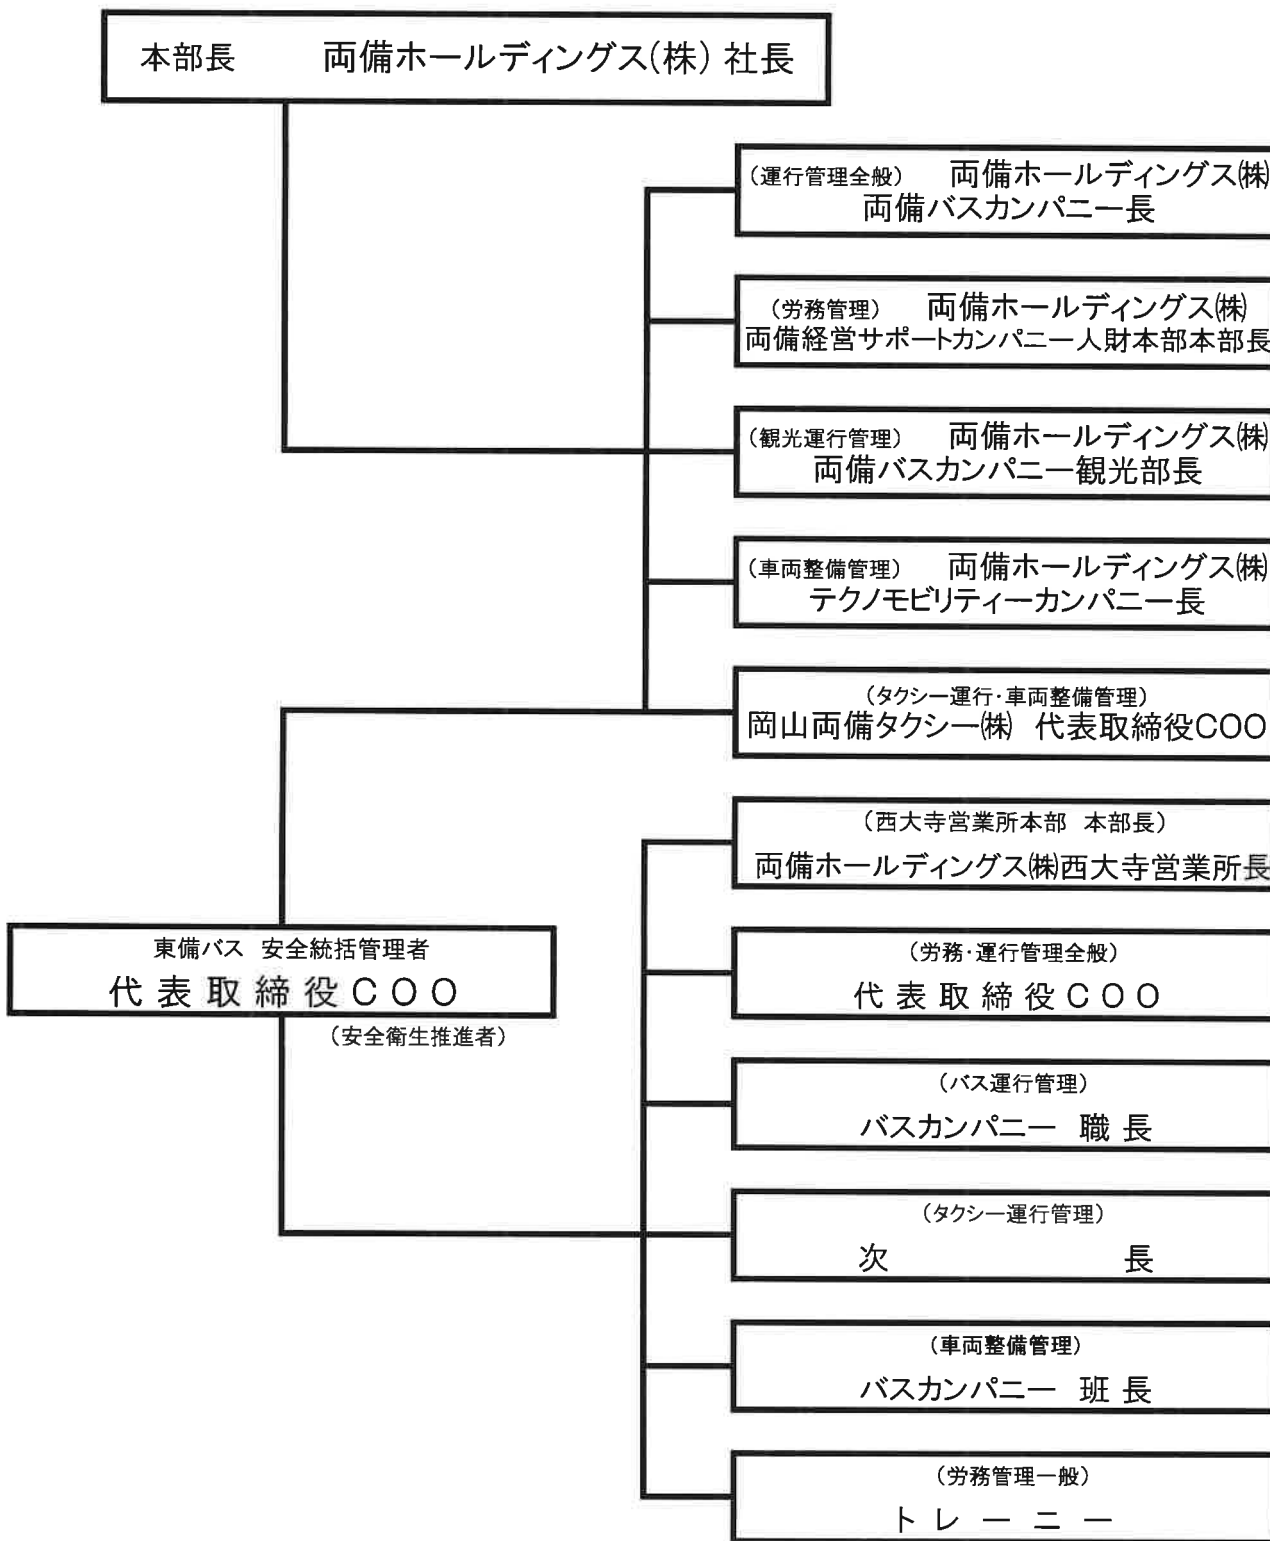 本部長 両備ホールディングス(株) 社長
(運行管理全般) 両備ホールディングス㈱
両備バスカンパニー長
(労務管理) 両備ホールディングス㈱
両備経営サポートカンパニー人財本部本部長
(観光運行管理) 両備ホールディングス㈱
両備バスカンパニー観光部長
(車両整備管理) 両備ホールディングス㈱
テクノモビリティーカンパニー長
(タクシー運行・車両整備管理)
岡山両備タクシー㈱ 代表取締役COO
(西大寺営業所本部 本部長)
両備ホールディングス㈱西大寺営業所長
東備バス 安全統括管理者
代表取締役COO
(安全衛生推進者)
(労務・運行管理全般)
代表取締役COO
(バス運行管理)
バスカンパニー 職長
(タクシー運行管理)
次 長
(車両整備管理)
バスカンパニー 班長
(労務管理一般)
トレーニー